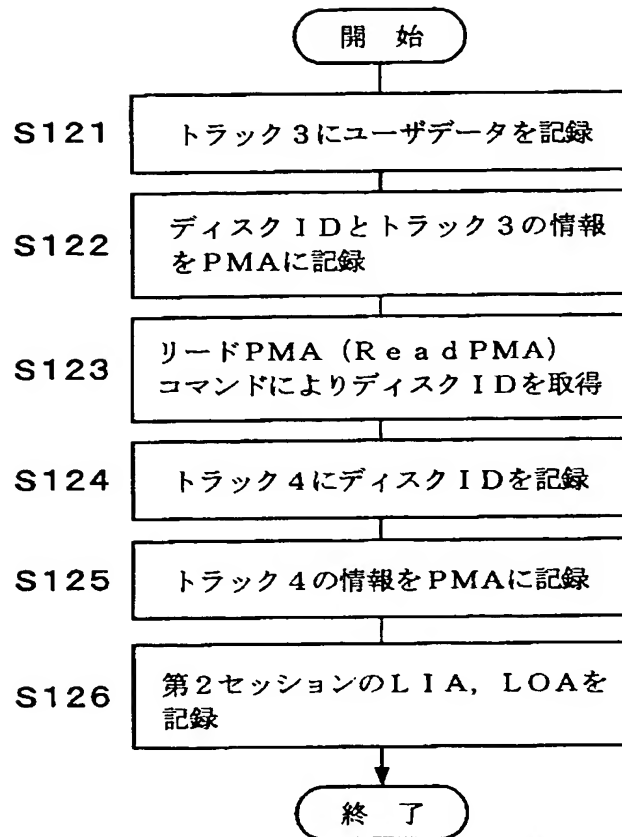 開 始
S121
トラック3にユーザデータを記録
S122
ディスクIDとトラック3の情報
をPMAに記録
S123
リードPMA（ReadPMA）
コマンドによりディスクIDを取得
S124
トラック4にディスクIDを記録
S125
トラック4の情報をPMAに記録
S126
第2セッションのLIA，LOAを
記録
終 了